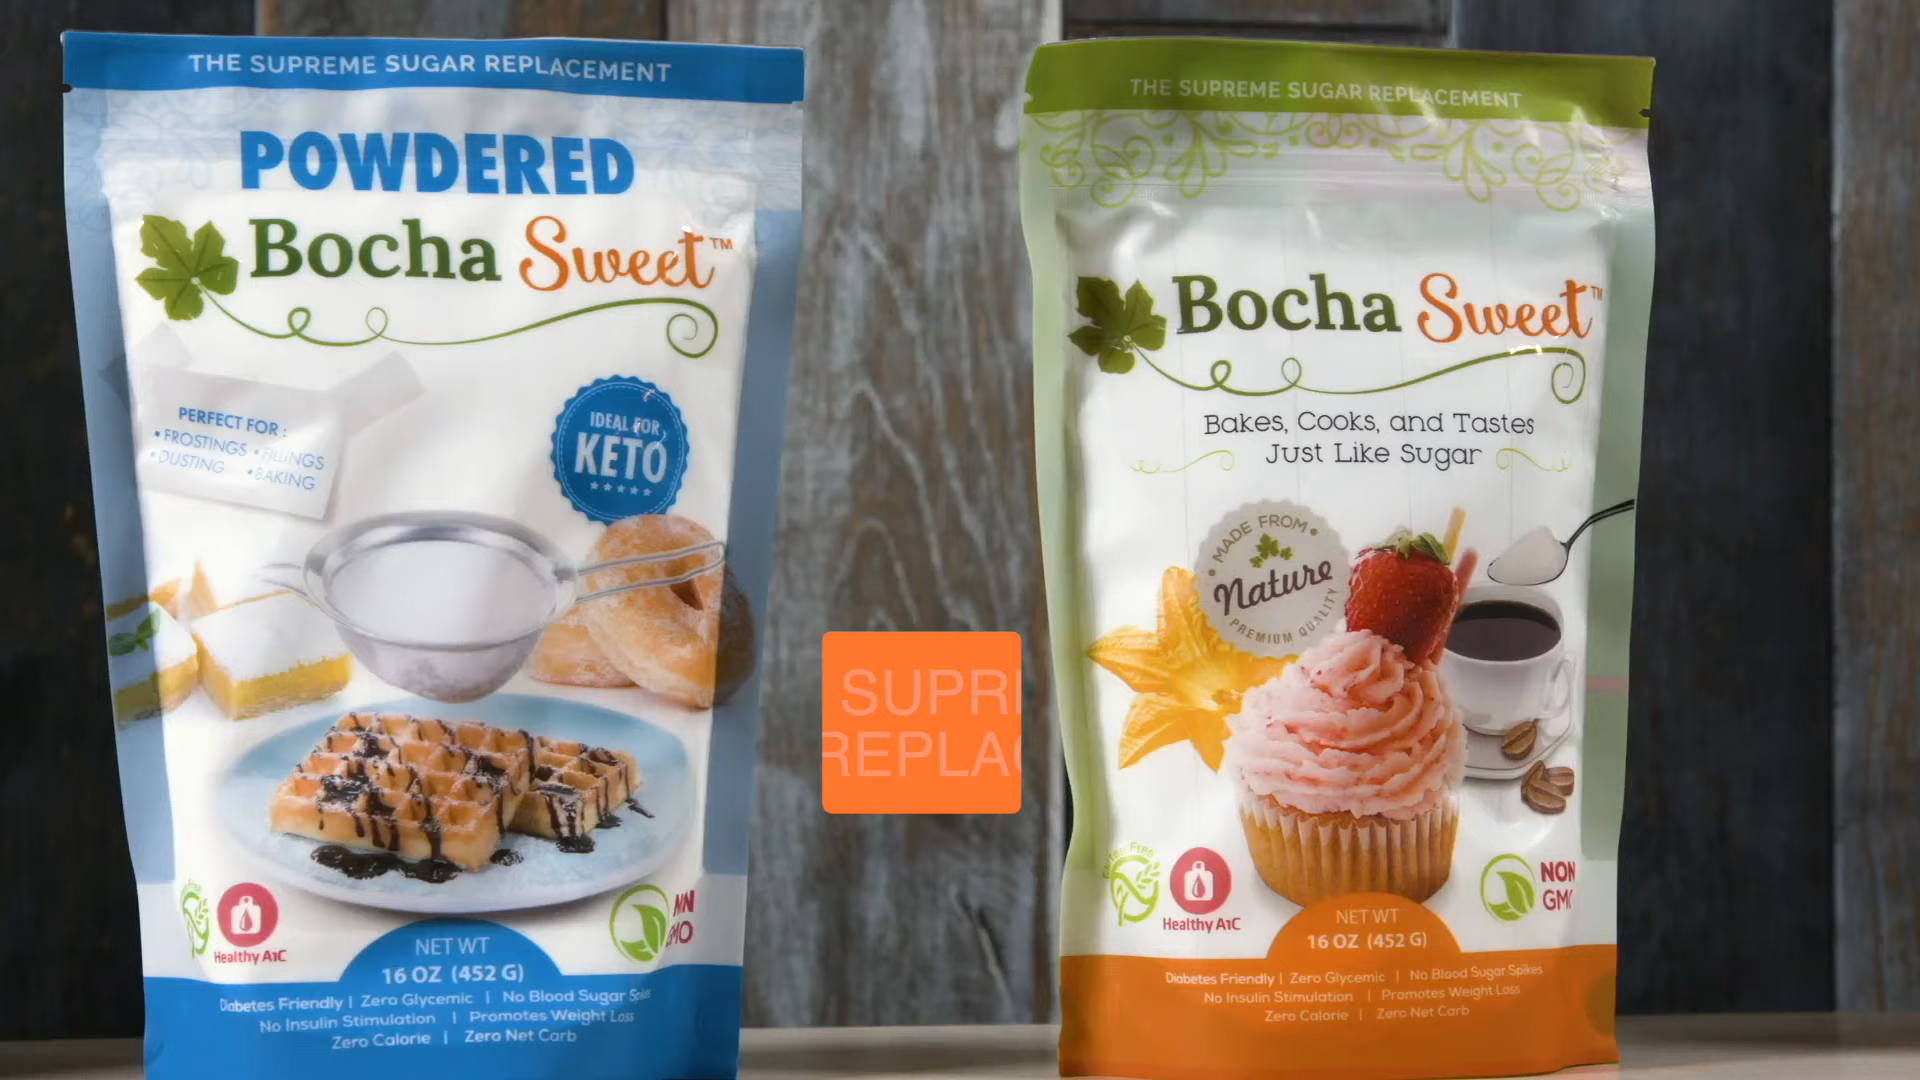 THE SUPREME SUGAR REPLACEMENT
POWDERED
Bocha Sweet™
PERFECT FOR:
• FROSTINGS • FILLINGS
• DUSTING • BAKING
IDEAL FOR
KETO
Healthy A1C
NET WT
16 OZ (452 G)
Diabetes Friendly | Zero Glycemic | No Blood Sugar Spikes
No Insulin Stimulation | Promotes Weight Loss
Zero Calorie | Zero Net Carb
SUPR
REPLA
THE SUPREME SUGAR REPLACEMENT
Bocha Sweet™
Bakes, Cooks, and Tastes
Just Like Sugar
• MADE FROM •
Nature
PREMIUM QUALITY
Healthy A1C
NON
GM
NET WT
16 OZ (452 G)
Diabetes Friendly | Zero Glycemic | No Blood Sugar Spikes
No Insulin Stimulation | Promotes Weight Loss
Zero Calorie | Zero Net Carb